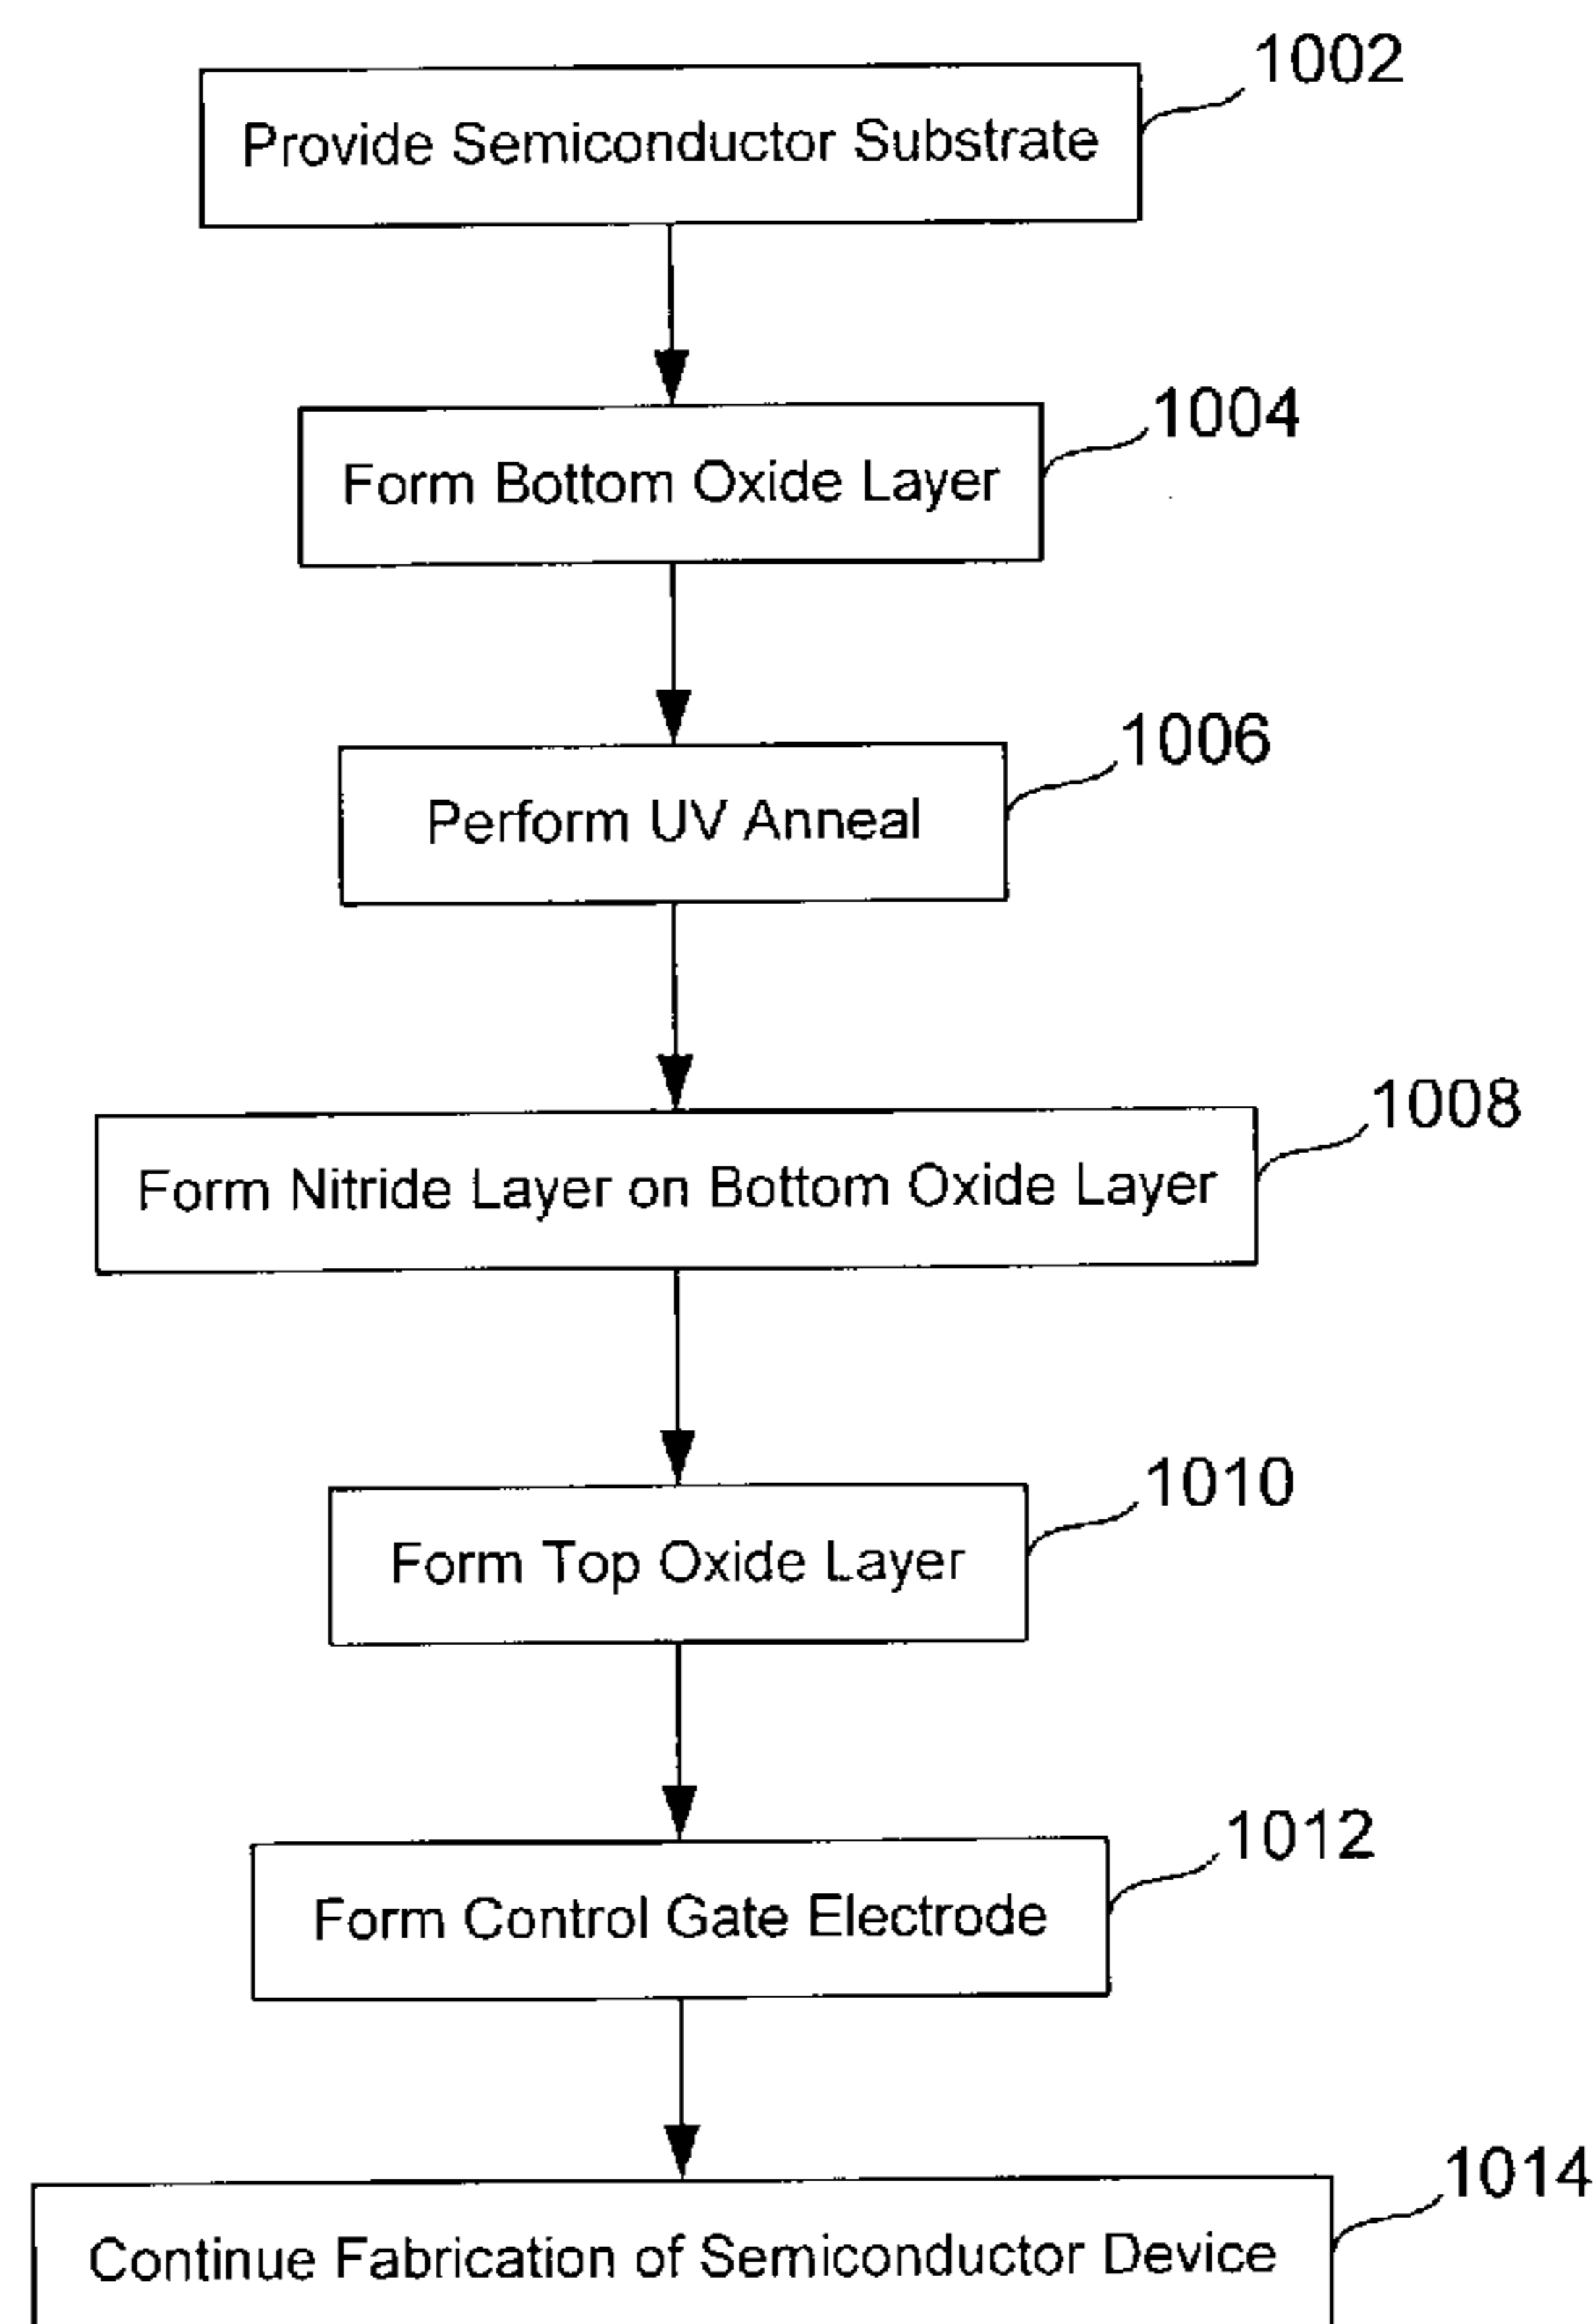 1002
Provide Semiconductor Substrate
1004
Form Bottom Oxide Layer
1006
Perform UV Anneal
1008
Form Nitride Layer on Bottom Oxide Layer
1010
Form Top Oxide Layer
1012
Form Control Gate Electrode
1014
Continue Fabrication of Semiconductor Device